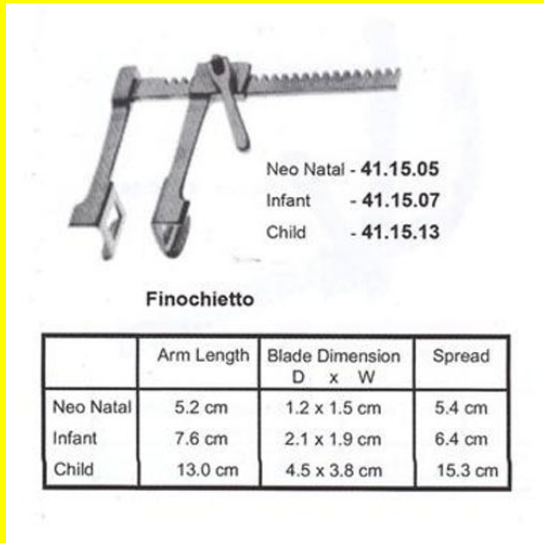 Neo Natal - 41.15.05
Infant - 41.15.07
Child - 41.15.13
Finochietto
Arm Length Blade Dimension Spread
D x W
Neo Natal 5.2 cm 1.2 x 1.5 cm 5.4 cm
Infant 7.6 cm 2.1 x 1.9 cm 6.4 cm
Child 13.0 cm 4.5 x 3.8 cm 15.3 cm